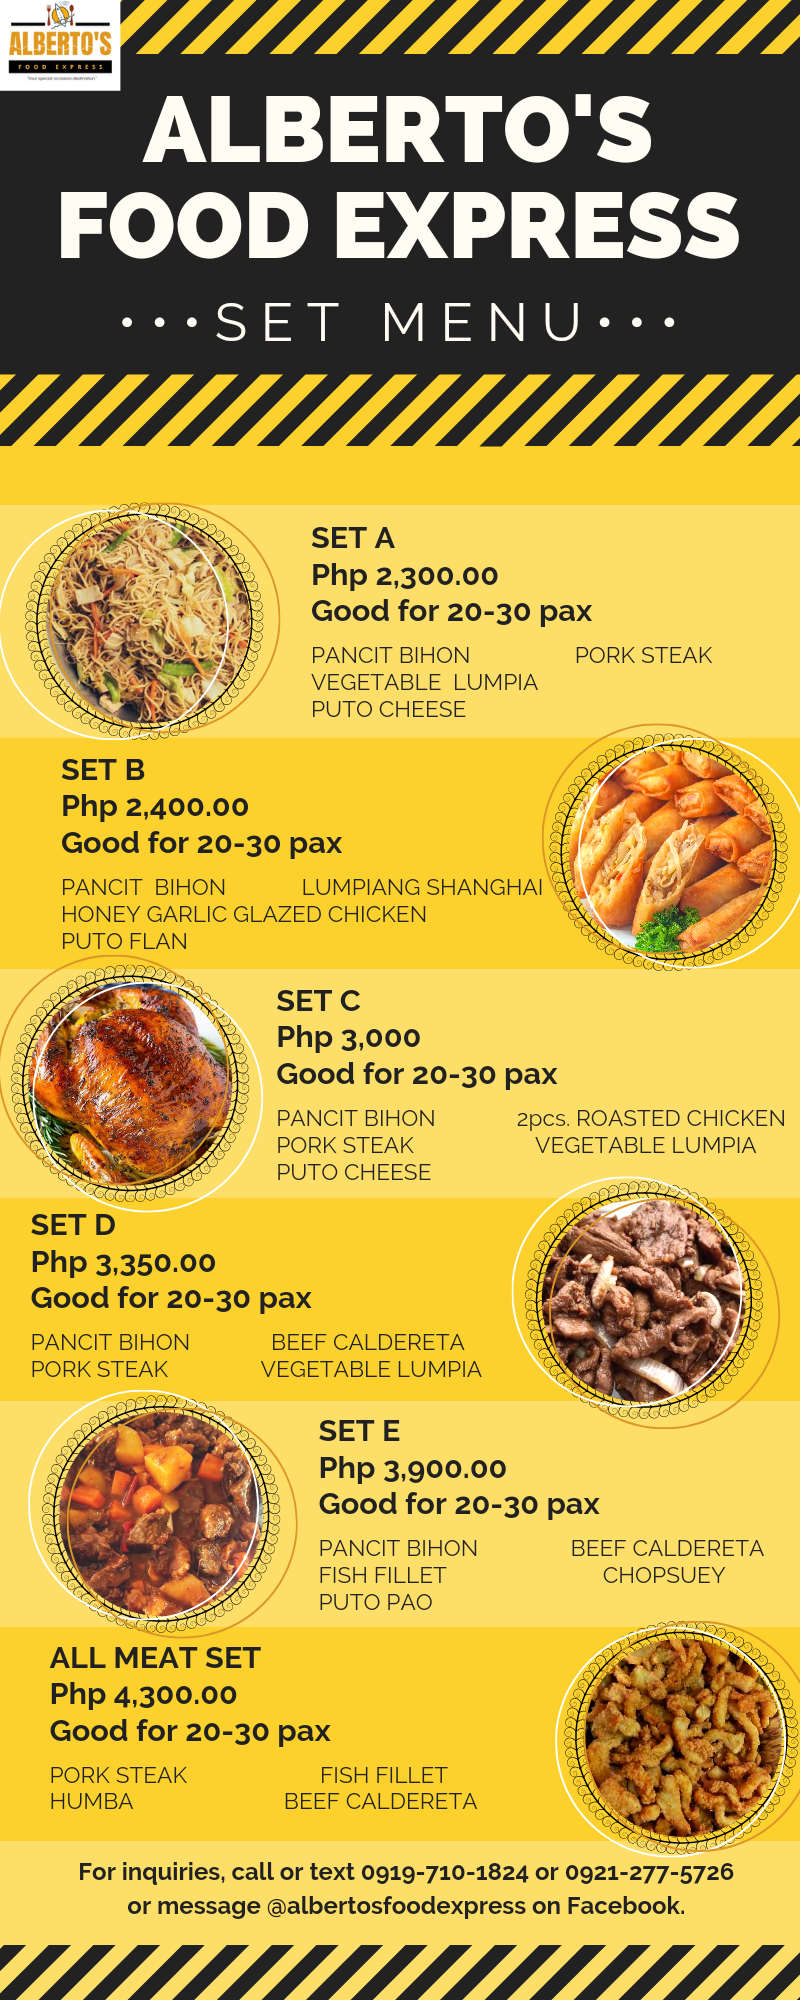 ALBERTO'S
FOOD EXPRESS
"Your special occasion destination."
ALBERTO'S
FOOD EXPRESS
•••SET MENU•••
SET A
Php 2,300.00
Good for 20-30 pax
PANCIT BIHON PORK STEAK
VEGETABLE LUMPIA
PUTO CHEESE
SET B
Php 2,400.00
Good for 20-30 pax
PANCIT BIHON LUMPIANG SHANGHAI
HONEY GARLIC GLAZED CHICKEN
PUTO FLAN
SET C
Php 3,000
Good for 20-30 pax
PANCIT BIHON 2pcs. ROASTED CHICKEN
PORK STEAK VEGETABLE LUMPIA
PUTO CHEESE
SET D
Php 3,350.00
Good for 20-30 pax
PANCIT BIHON BEEF CALDERETA
PORK STEAK VEGETABLE LUMPIA
SET E
Php 3,900.00
Good for 20-30 pax
PANCIT BIHON BEEF CALDERETA
FISH FILLET CHOPSUEY
PUTO PAO
ALL MEAT SET
Php 4,300.00
Good for 20-30 pax
PORK STEAK FISH FILLET
HUMBA BEEF CALDERETA
For inquiries, call or text 0919-710-1824 or 0921-277-5726
or message @albertosfoodexpress on Facebook.